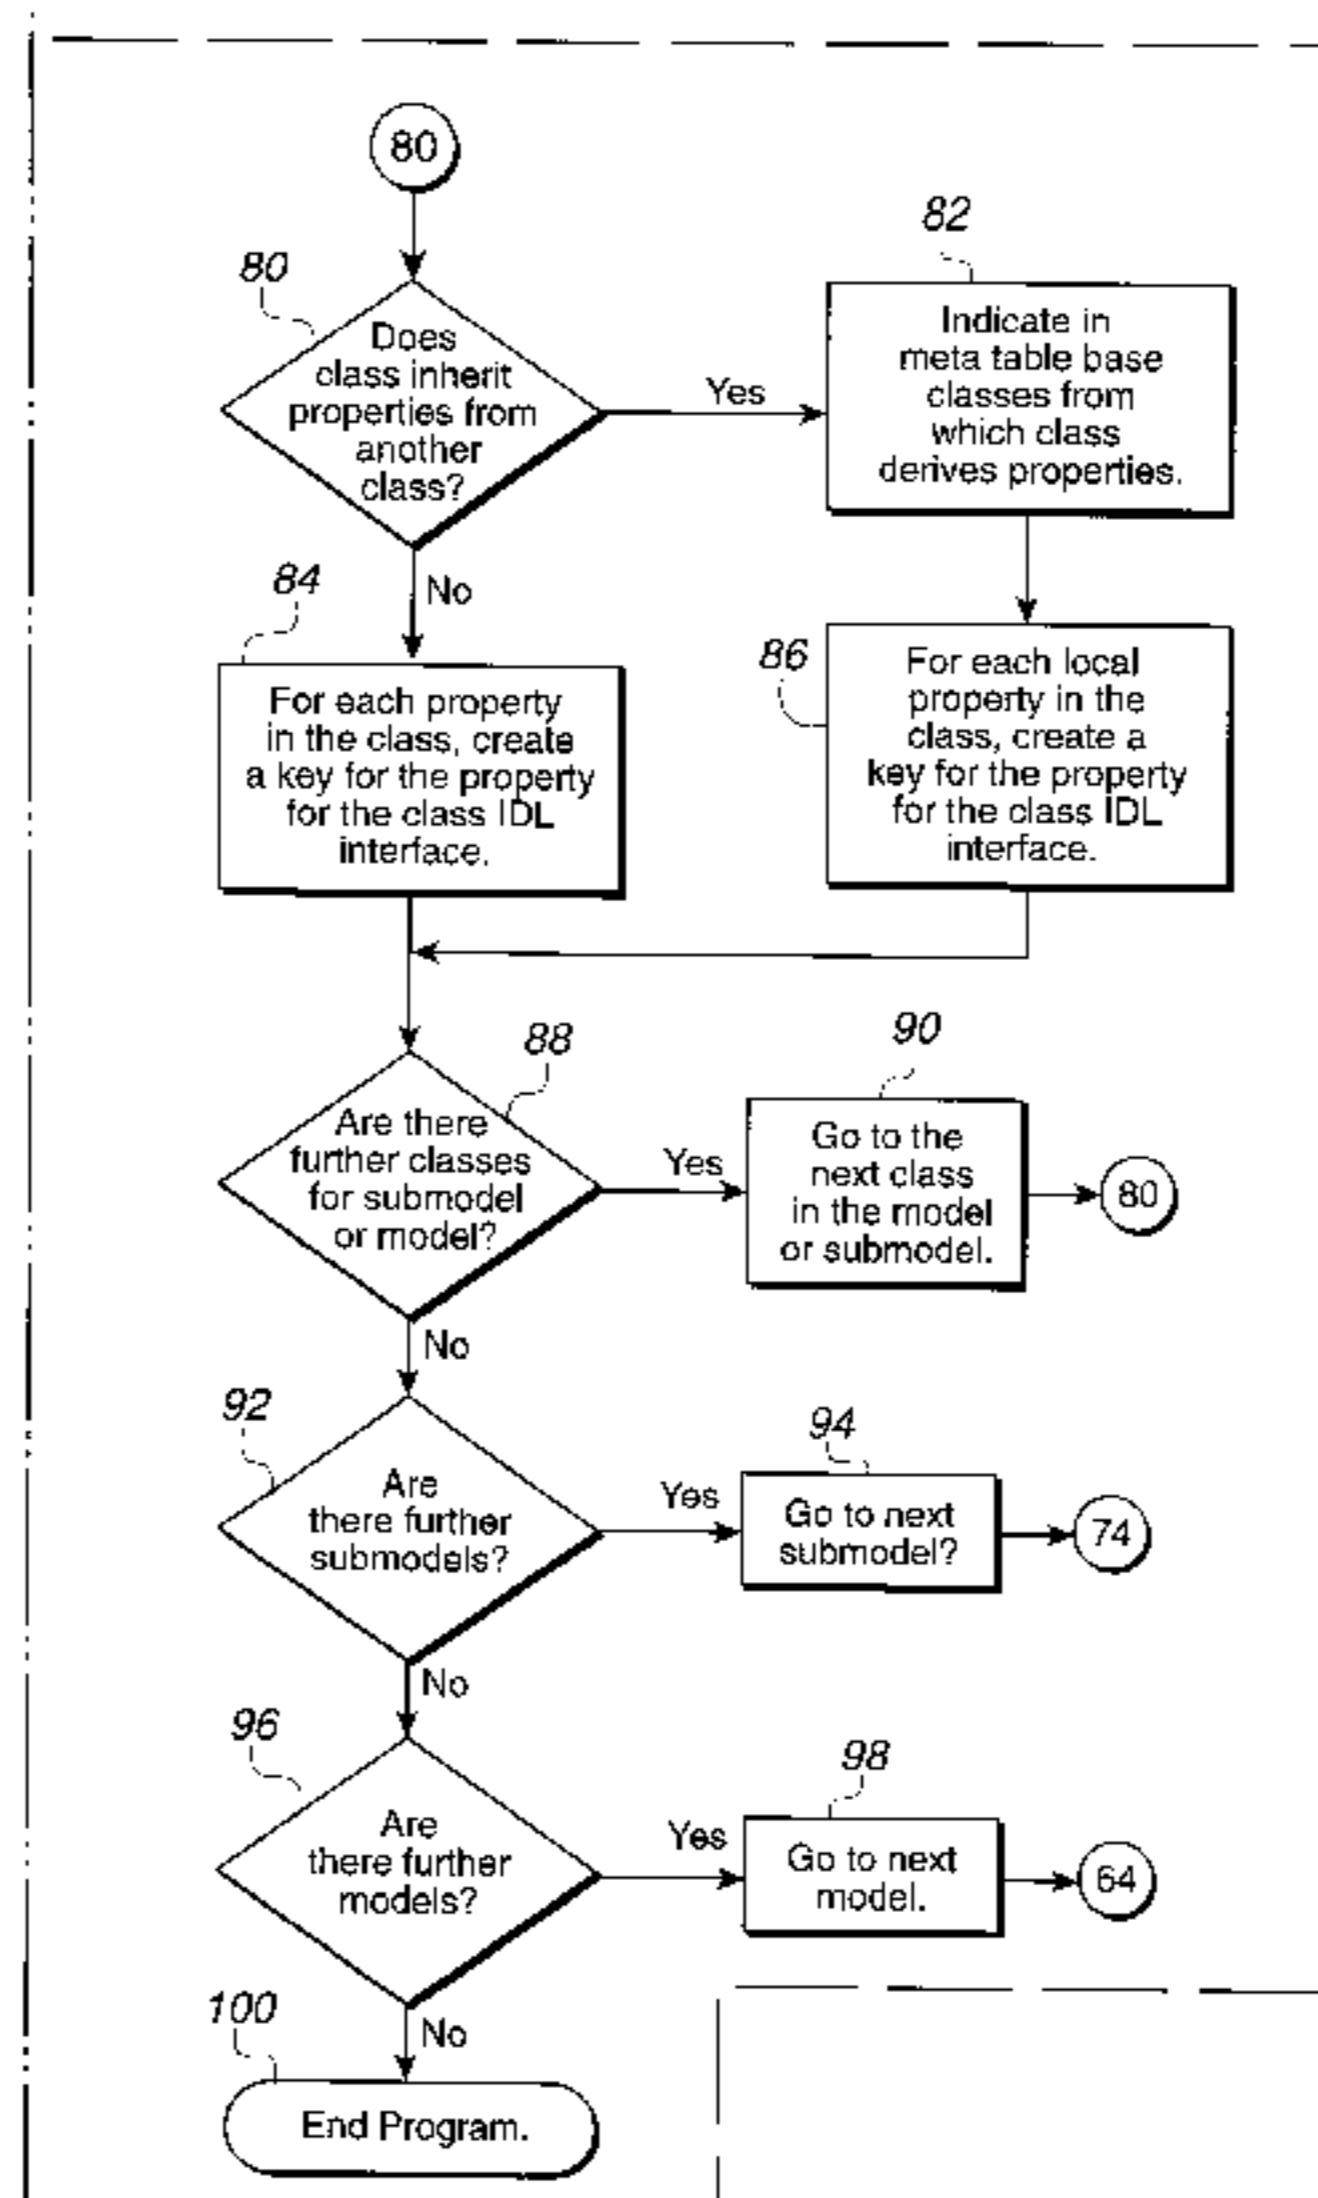 80
80
Does
class inherit
properties from
another
class?
Yes
82
Indicate in
meta table base
classes from
which class
derives properties.
No
84
For each property
in the class, create
a key for the property
for the class IDL
interface.
86
For each local
property in the
class, create a
key for the property
for the class IDL
interface.
88
Are there
further classes
for submodel
or model?
Yes
90
Go to the
next class
in the model
or submodel.
80
No
92
Are
there further
submodels?
Yes
94
Go to next
submodel?
74
No
96
Are
there further
models?
Yes
98
Go to next
model.
64
No
100
End Program.